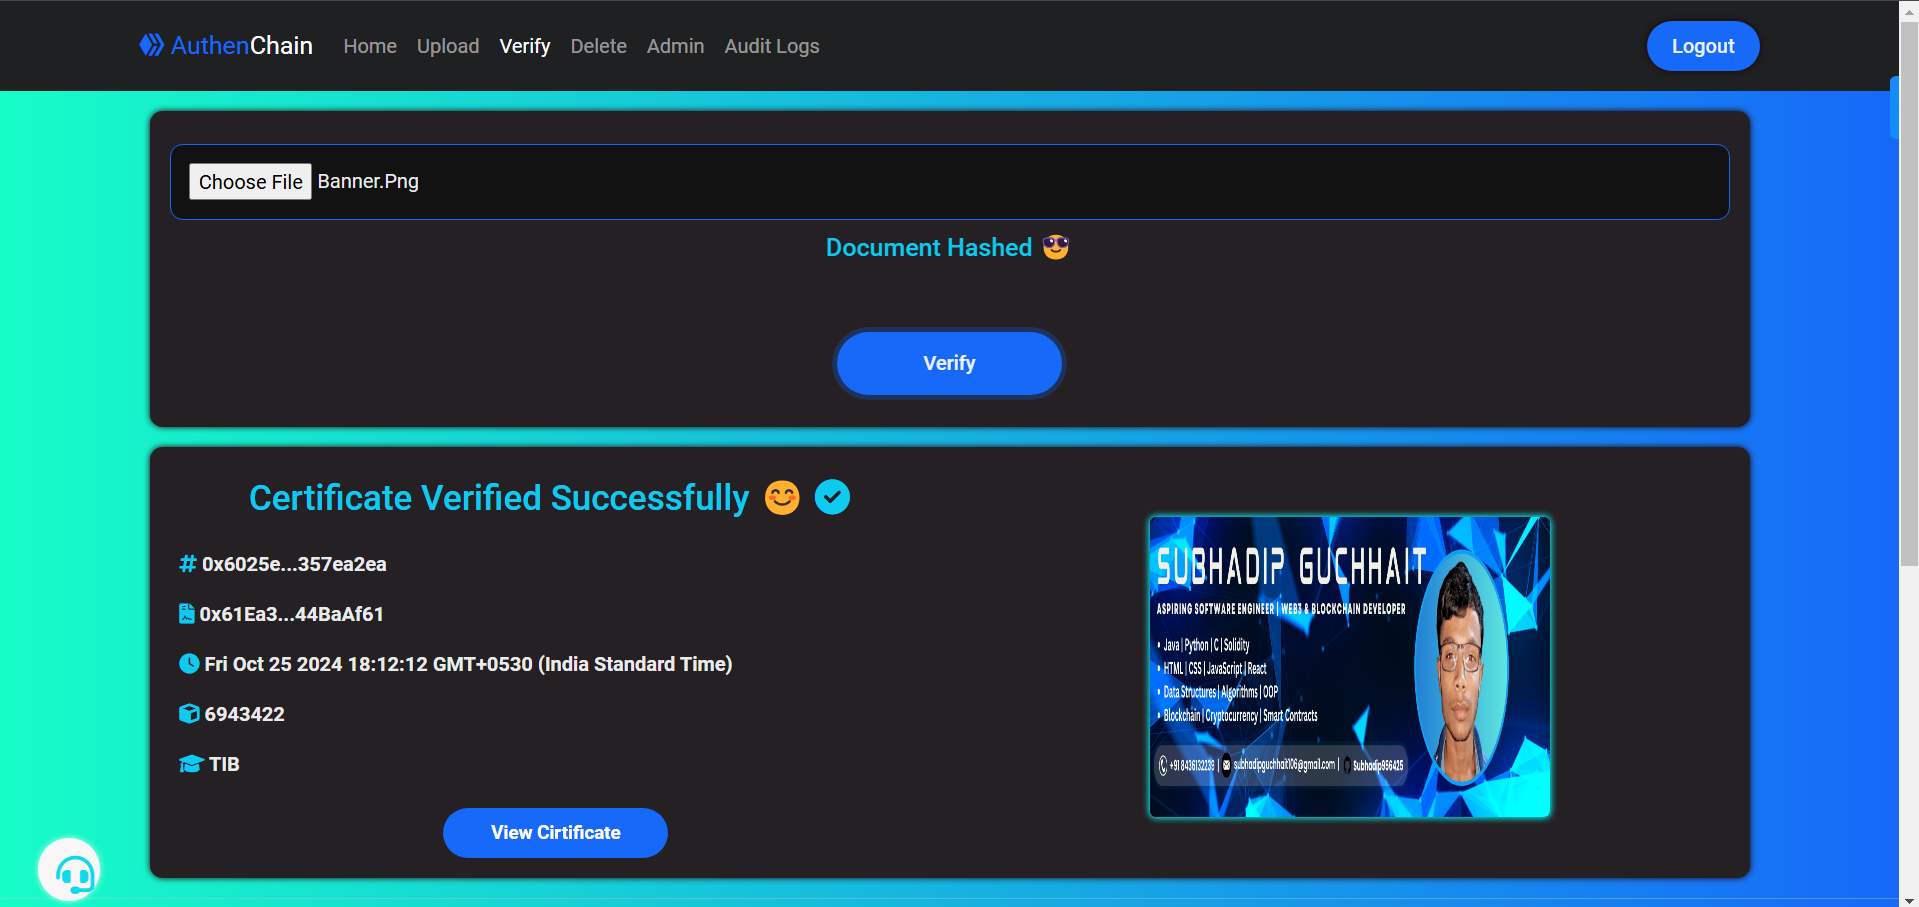 AuthenChain Home Upload Verify Delete Admin Audit Logs Logout
Choose File Banner.Png
Document Hashed
Verify
Certificate Verified Successfully
# 0x6025e...357ea2ea
0x61Ea3...44BaAf61
Fri Oct 25 2024 18:12:12 GMT+0530 (India Standard Time)
6943422
TIB
View Cirtificate
SUBHADIP GUCHHAIT
ASPIRING SOFTWARE ENGINEER | WEB3 & BLOCKCHAIN DEVELOPER
• Java | Python | C | Solidity
• HTML | CSS | JavaScript | React
• Data Structures | Algorithms | OOP
• Blockchain | Cryptocurrency | Smart Contracts
+91 8436132239 | subhadipguchhait106@gmail.com | Subhadip956425